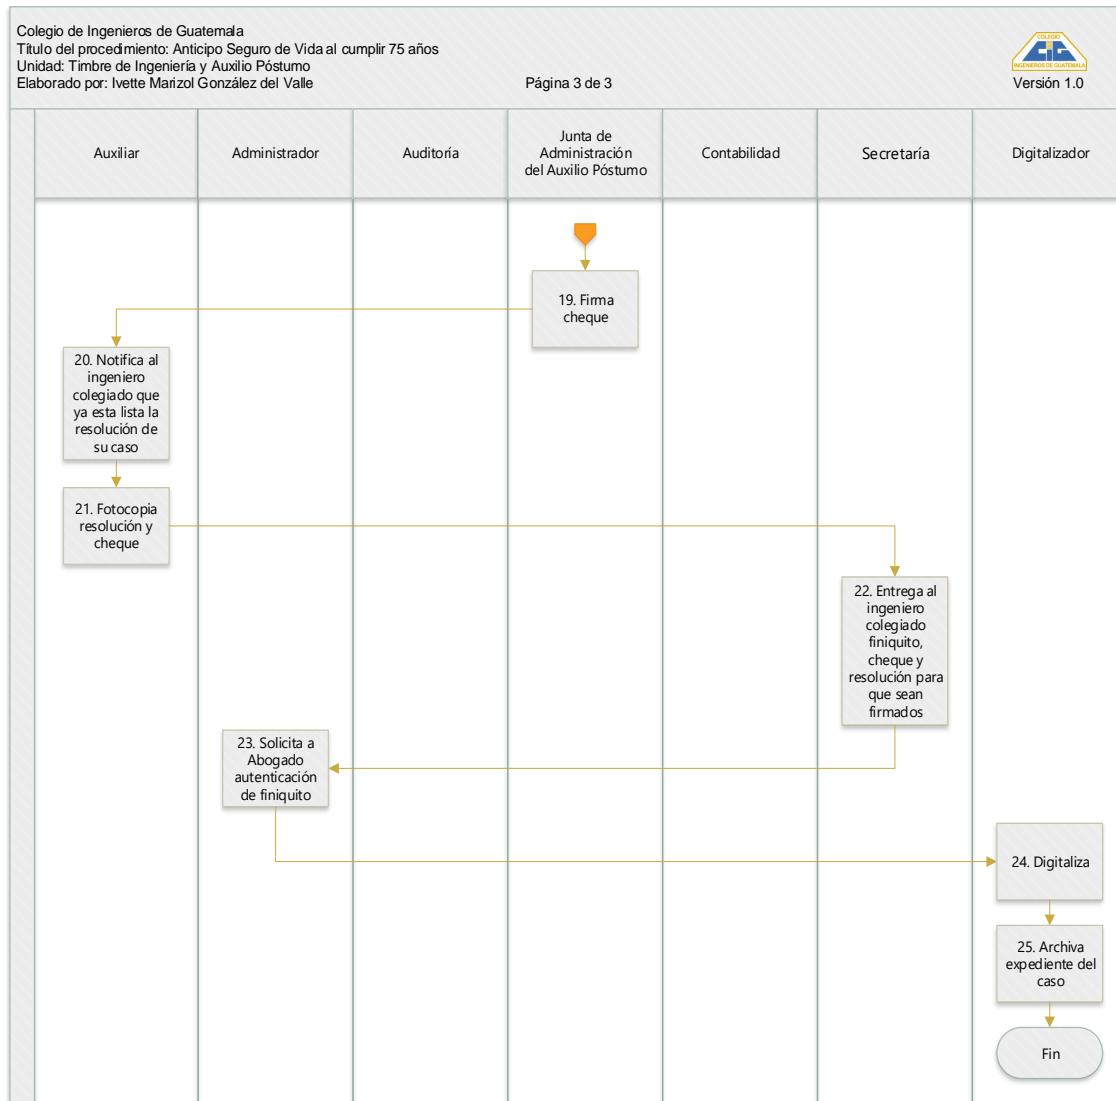 Colegio de Ingenieros de Guatemala
Título del procedimiento: Anticipo Seguro de Vida al cumplir 75 años
Unidad: Timbre de Ingeniería y Auxilio Póstumo
Elaborado por: Ivette Marizol González del Valle
Página 3 de 3
COLEGIO
CIG
INGENIEROS DE GUATEMALA
Versión 1.0
Auxiliar
Administrador
Auditoría
Junta de
Administración
del Auxilio Póstumo
Contabilidad
Secretaría
Digitalizador
19. Firma
cheque
20. Notifica al
ingeniero
colegiado que
ya esta lista la
resolución de
su caso
21. Fotocopia
resolución y
cheque
22. Entrega al
ingeniero
colegiado
finiquito,
cheque y
resolución para
que sean
firmados
23. Solicita a
Abogado
autenticación
de finiquito
24. Digitaliza
25. Archiva
expediente del
caso
Fin